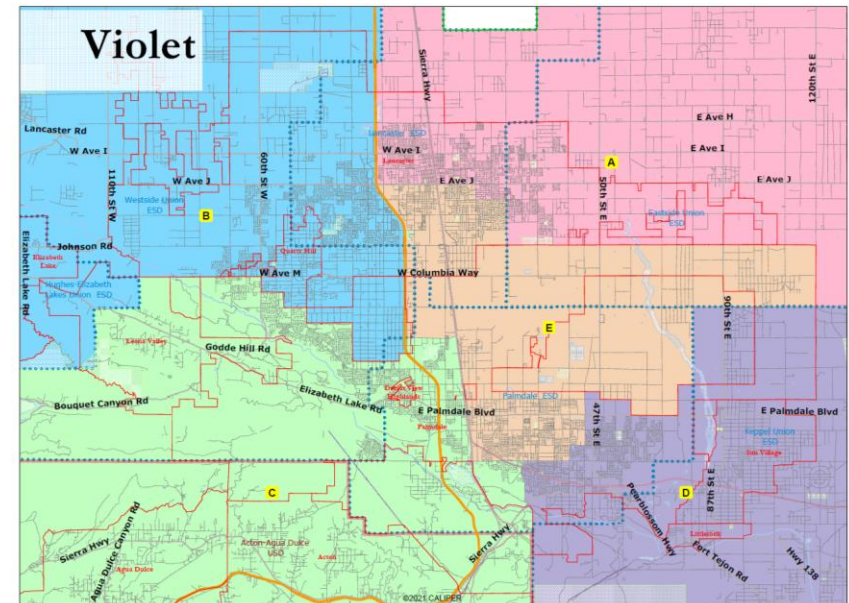 Violet
Sierra Hwy
120th St E
Lancaster Rd
W Ave I
60th St W
Lancaster ESD
W Ave I
Lancaster
E Ave H
E Ave I
A
110th St W
W Ave J
E Ave J
50th St E
E Ave J
Westside Union
ESD
B
Eastside Union
ESD
Elizabeth Lake Rd
Johnson Rd
Elizabeth
Lake
Quartz Hill
W Ave M
W Columbia Way
Hughes-Elizabeth
Lakes Union ESD
90th St E
E
Leona Valley
Godde Hill Rd
Desert View
Highlands
Elizabeth Lake Rd
Bouquet Canyon Rd
Palmdale ESD
E Palmdale Blvd
47th St E
E Palmdale Blvd
Palmdale
Keppel Union
ESD
Sun Village
C
D
87th St E
Pearblossom Hwy
Agua Dulce Canyon Rd
Sierra Hwy
Acton-Agua Dulce
USD
Acton
Agua Dulce
Sierra Hwy
Littlerock
Fort Tejon Rd
Hwy 138
©2021 CALIPER